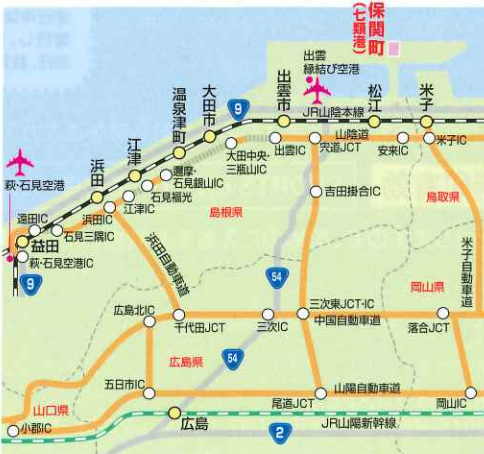 保関町
(七類港)
出雲
縁結び空港
9
大田市
出雲市
松江
米子
JR山陰本線
温泉津町
江津
浜田
萩・石見空港
山陰道
大田中央・
三瓶山IC
出雲IC
宍道JCT
安来IC
米子IC
温泉津・
石見銀山IC
石見福光
江津IC
浜田IC
吉田掛合IC
島根県
鳥取県
遠田IC
石見三隅IC
益田
萩・石見空港IC
9
浜田自動車道
54
米子自動車道
岡山県
広島北IC
千代田JCT
三次IC
三次東JCT・IC
中国自動車道
落合JCT
広島県
54
五日市IC
尾道JCT
山陽自動車道
岡山IC
山口県
小郡IC
広島
2
JR山陽新幹線